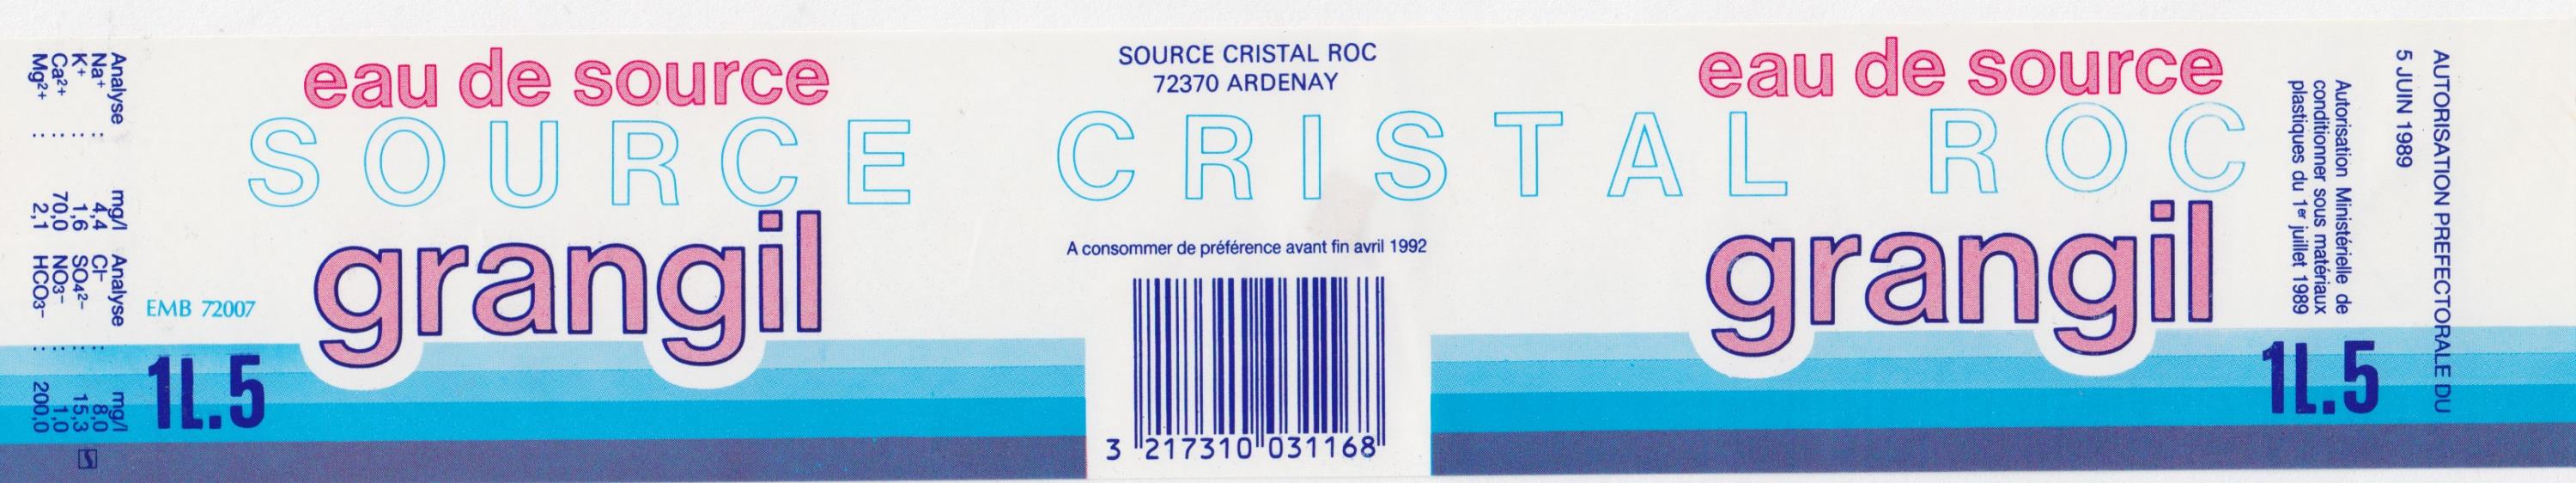 Analyse mg/l Analyse mg/l
Na+ : 4,4 Cl- : 8,0
K+ : 1,6 SO4²- : 15,3
Ca²+ : 70,0 NO3- : 1,0
Mg²+ : 2,1 HCO3- : 200,0
EMB 72007
1L.5
eau de source
SOURCE CRISTAL ROC
grangil
SOURCE CRISTAL ROC
72370 ARDENAY
A consommer de préférence avant fin avril 1992
3 217310 031168
eau de source
grangil
Autorisation Ministérielle de
conditionner sous matériaux
plastiques du 1er juillet 1989
1L.5
AUTORISATION PREFECTORALE DU
5 JUIN 1989